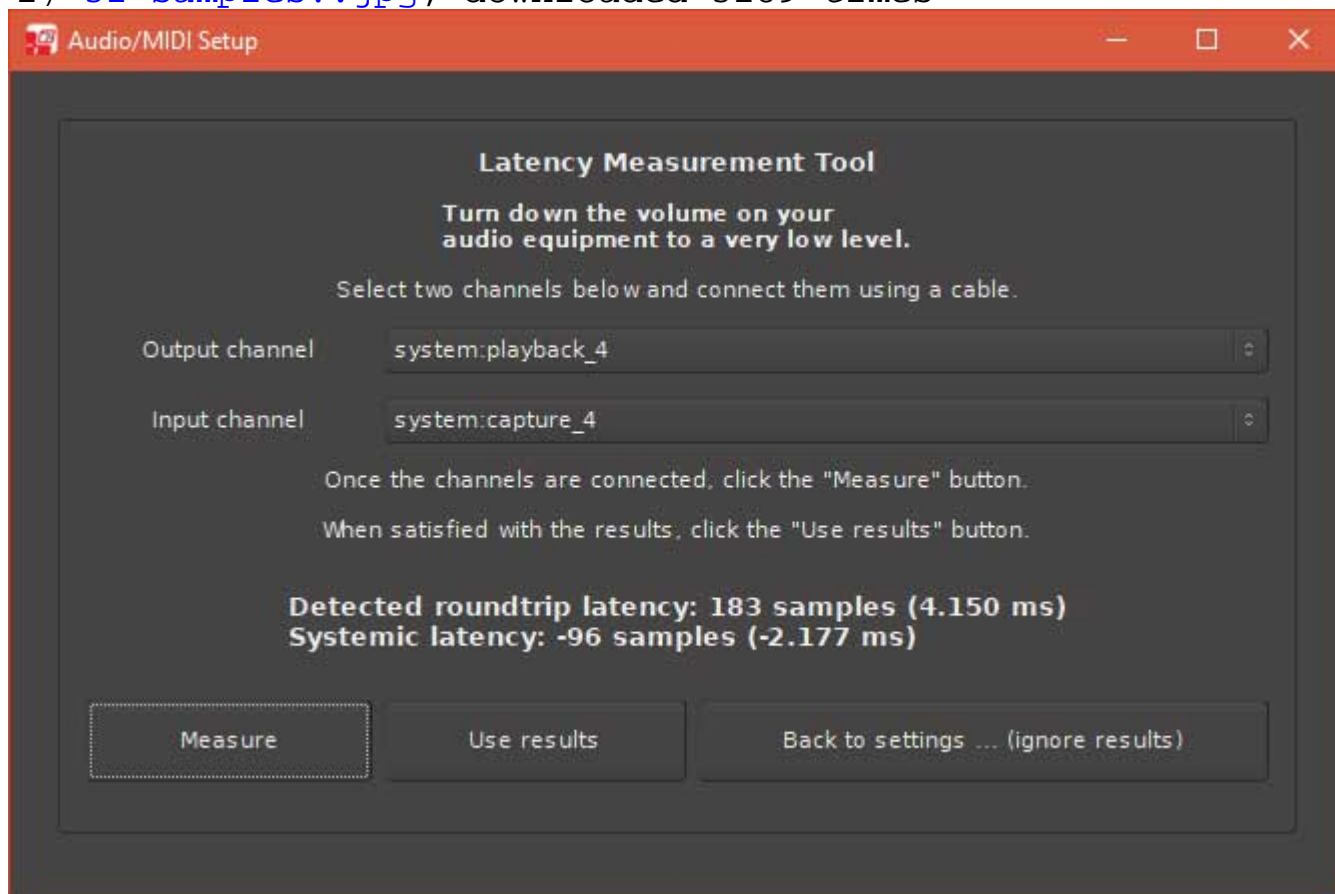 Audio/MIDI Setup
Latency Measurement Tool
Turn down the volume on your
audio equipment to a very low level.
Select two channels below and connect them using a cable.
Output channel system:playback_4
Input channel system:capture_4
Once the channels are connected, click the "Measure" button.
When satisfied with the results, click the "Use results" button.
Detected roundtrip latency: 183 samples (4.150 ms)
Systemic latency: -96 samples (-2.177 ms)
Measure Use results Back to settings ... (ignore results)